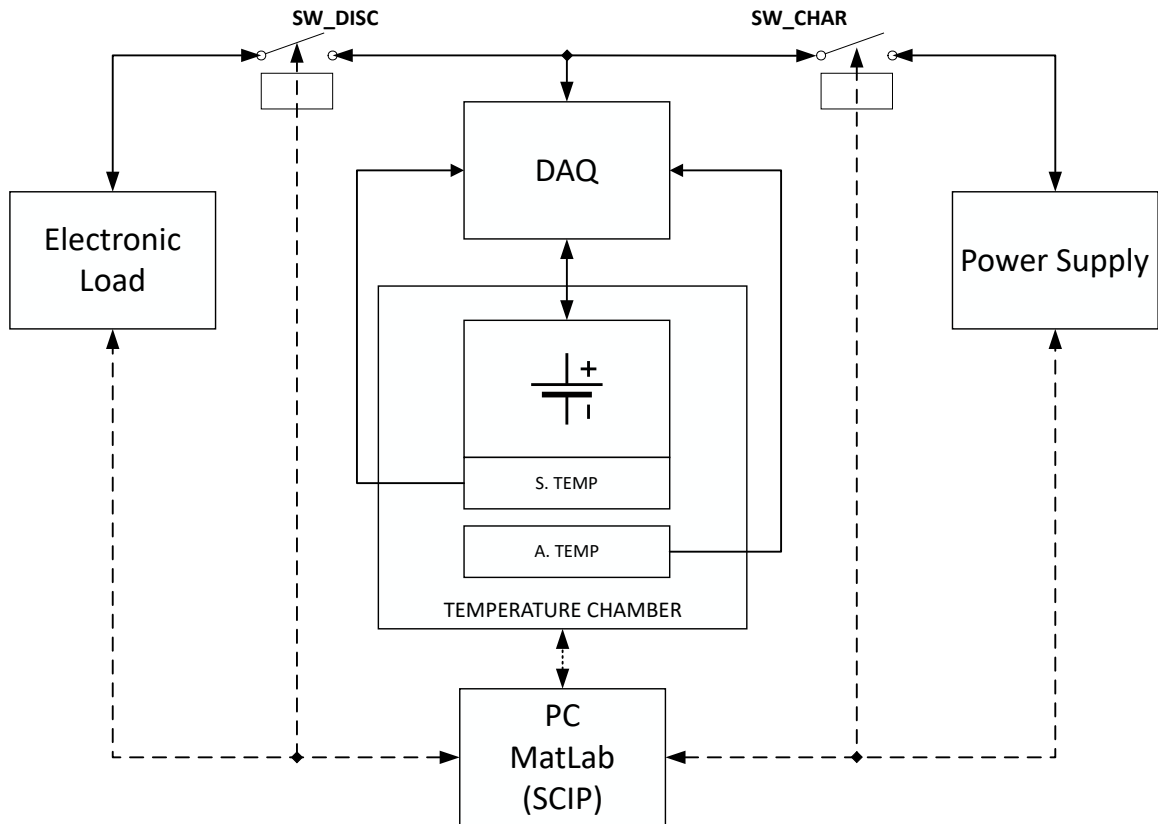 SW_DISC
SW_CHAR
DAQ
Electronic
Load
Power Supply
+
S. TEMP
A. TEMP
TEMPERATURE CHAMBER
PC
MatLab
(SCIP)